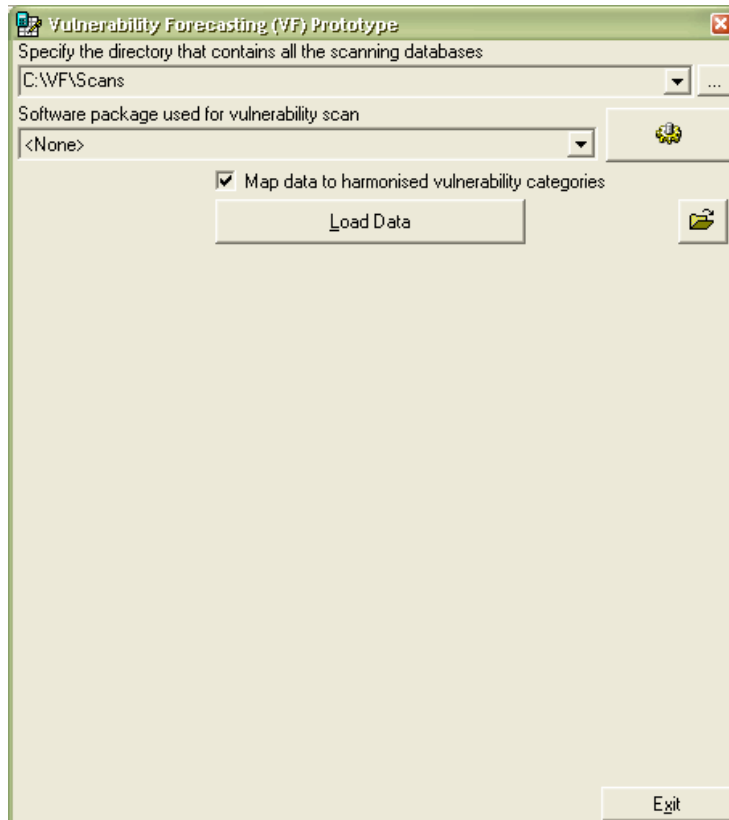 Vulnerability Forecasting (VF) Prototype
Specify the directory that contains all the scanning databases
C:\VF\Scans
...
Software package used for vulnerability scan
<None>
Map data to harmonised vulnerability categories
Load Data
Exit